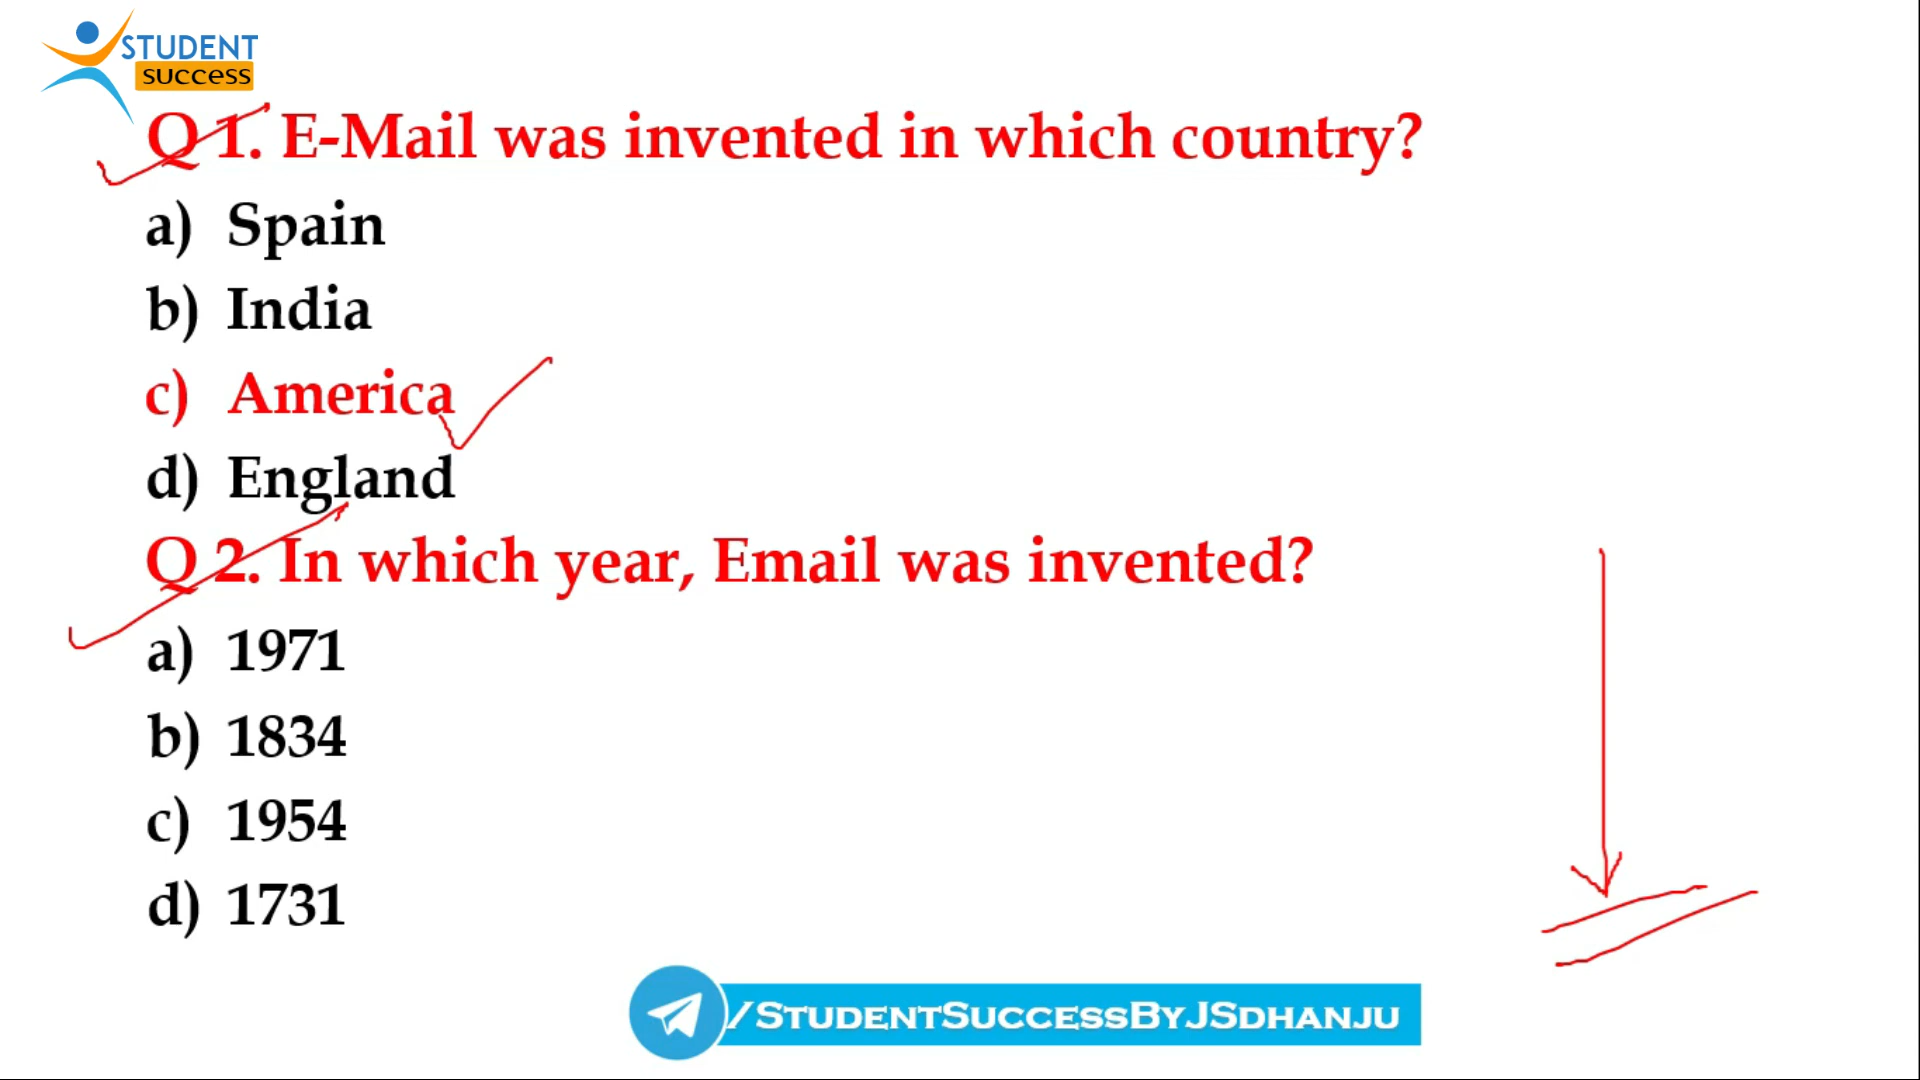 STUDENT
success
Q 1. E-Mail was invented in which country?
a) Spain
b) India
c) America
d) England
Q 2. In which year, Email was invented?
a) 1971
b) 1834
c) 1954
d) 1731
/STUDENTSUCCESSBYJSDHANJU